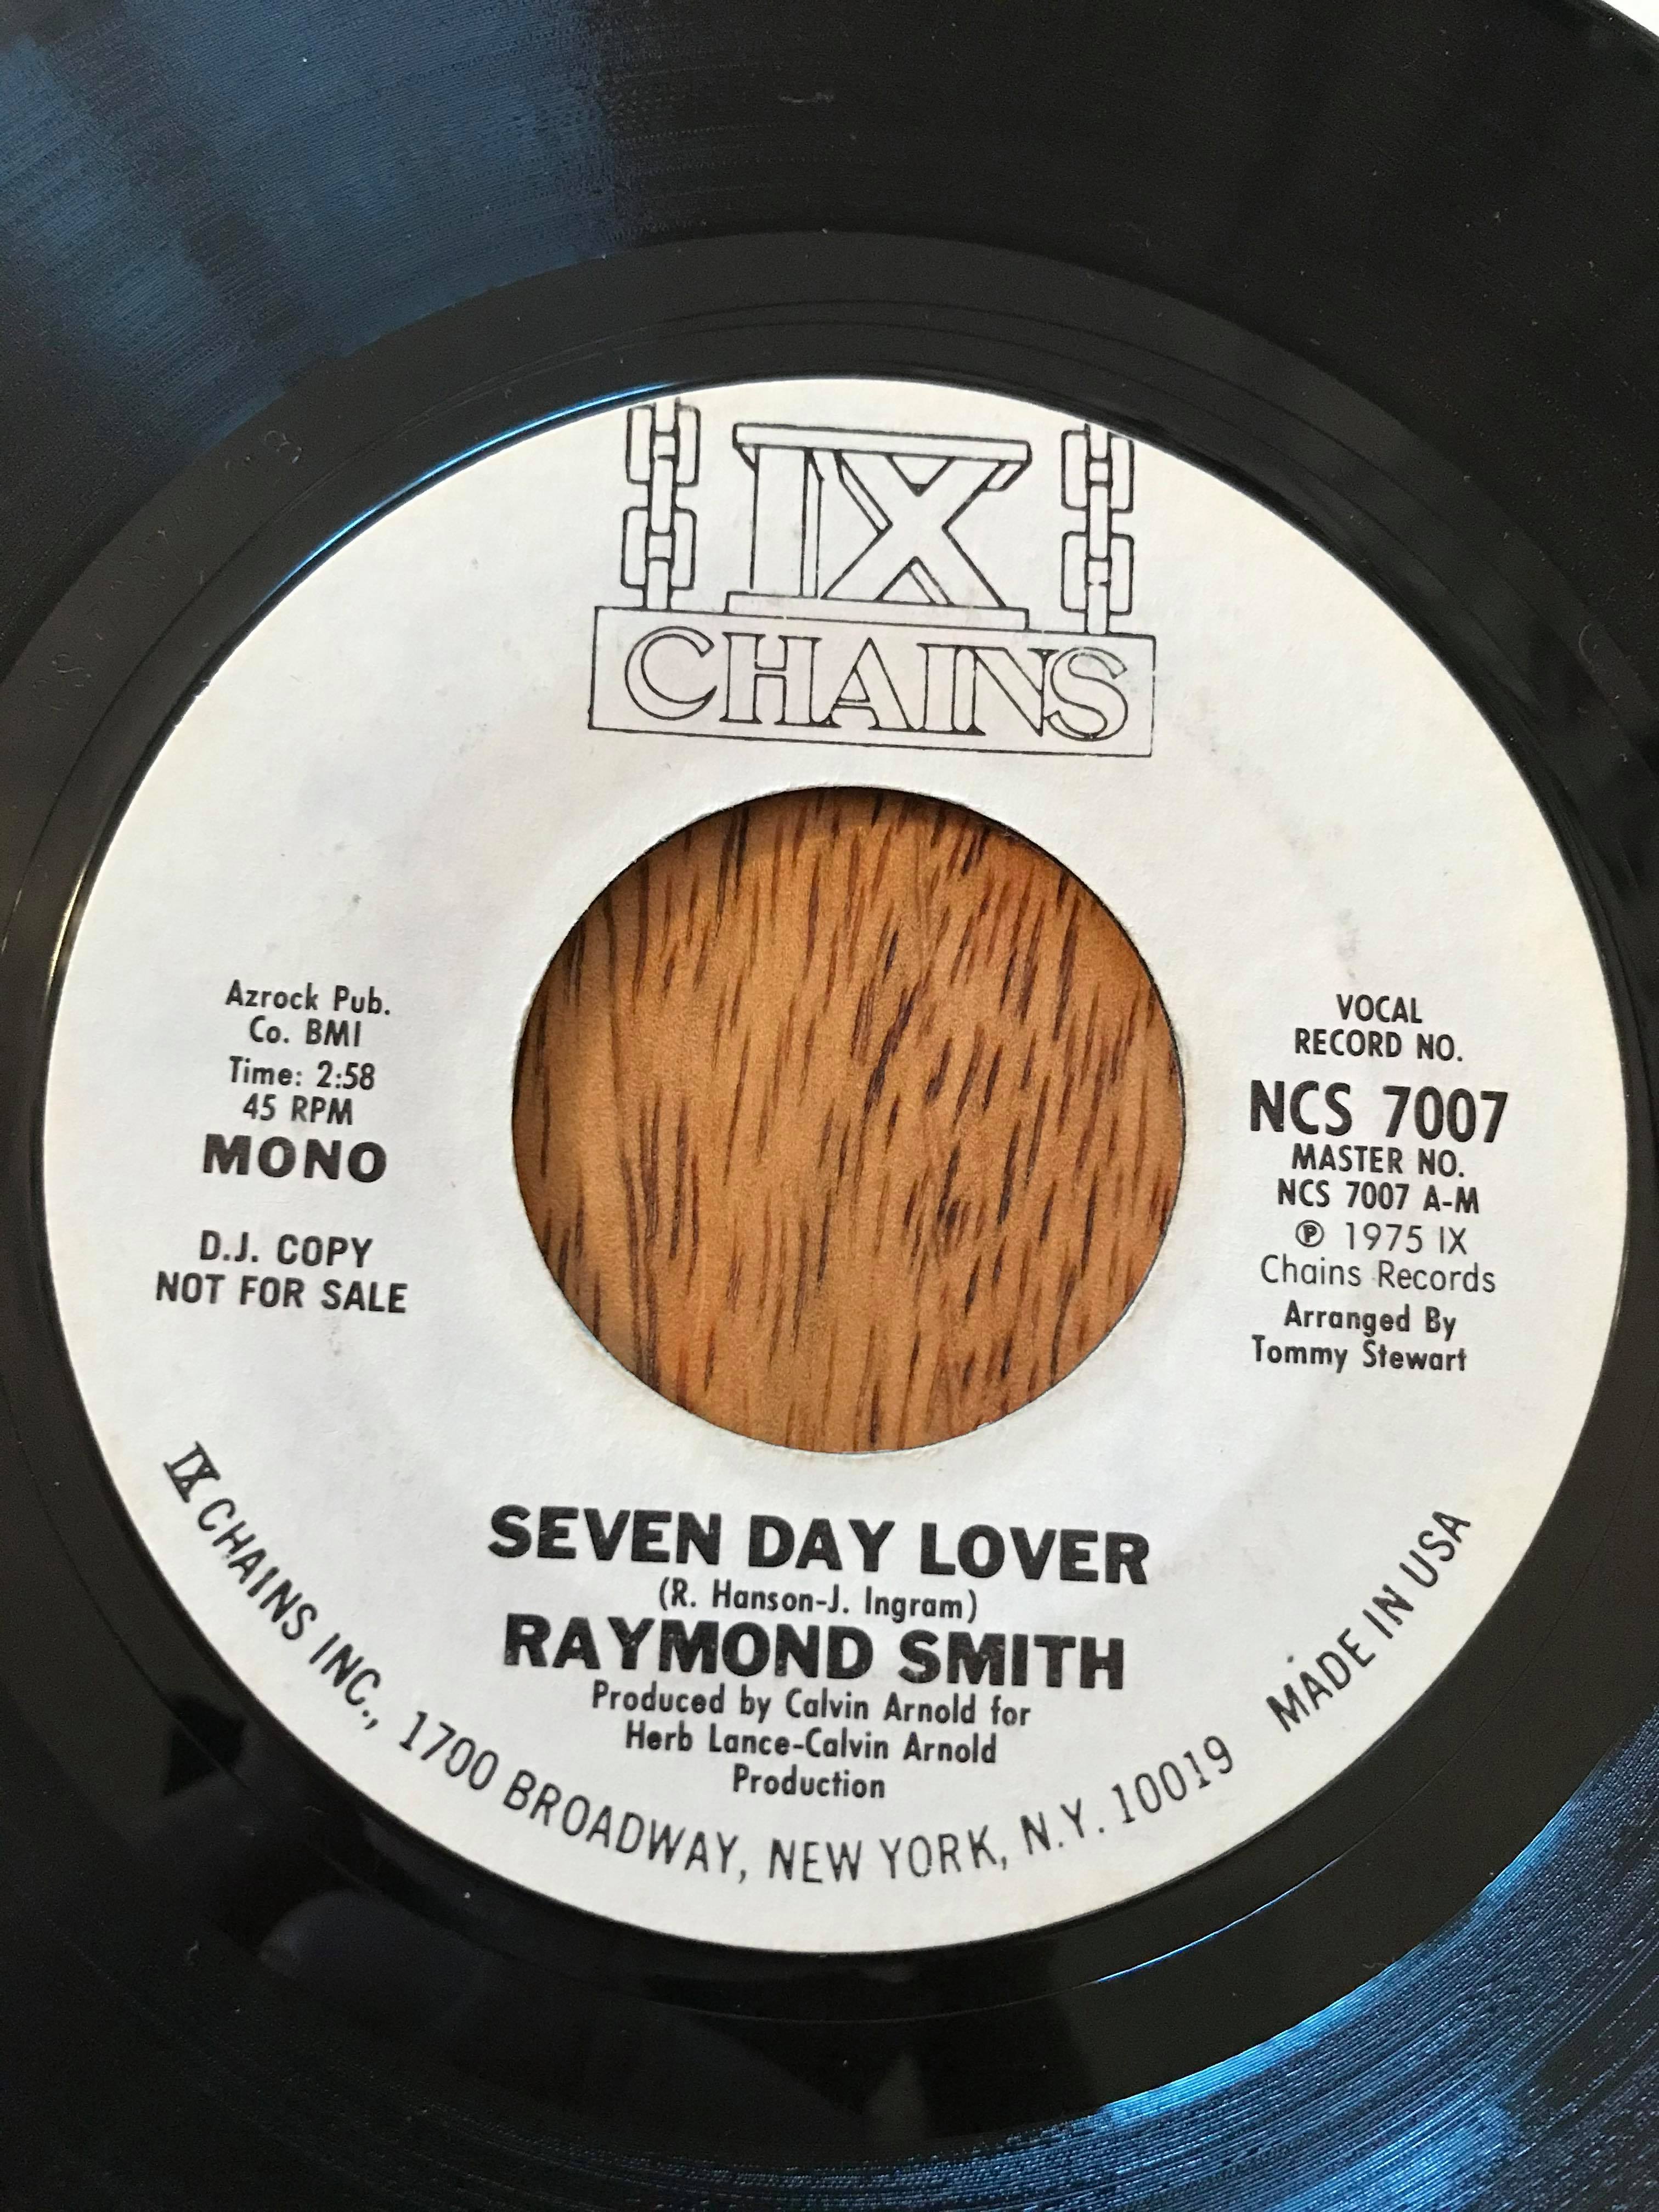 IX
CHAINS
Azrock Pub.
Co. BMI
Time: 2:58
45 RPM
MONO
D.J. COPY
NOT FOR SALE
VOCAL
RECORD NO.
NCS 7007
MASTER NO.
NCS 7007 A-M
℗ 1975 IX
Chains Records
Arranged By
Tommy Stewart
SEVEN DAY LOVER
(R. Hanson-J. Ingram)
RAYMOND SMITH
Produced by Calvin Arnold for
Herb Lance-Calvin Arnold
Production
IX CHAINS INC., 1700 BROADWAY, NEW YORK, N.Y. 10019 MADE IN USA